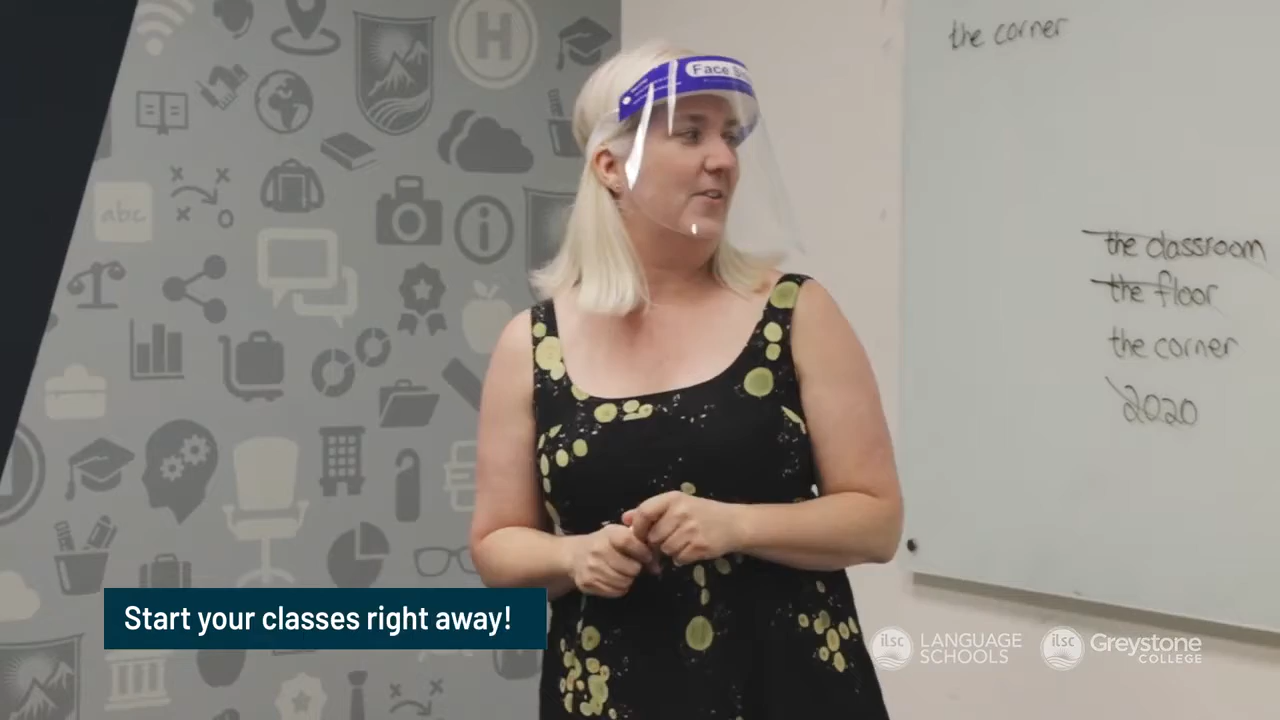 the corner
H
Face
abc
i
the classroom
the floor
the corner
2020
Start your classes right away!
ilsc LANGUAGE SCHOOLS
ilsc Greystone COLLEGE